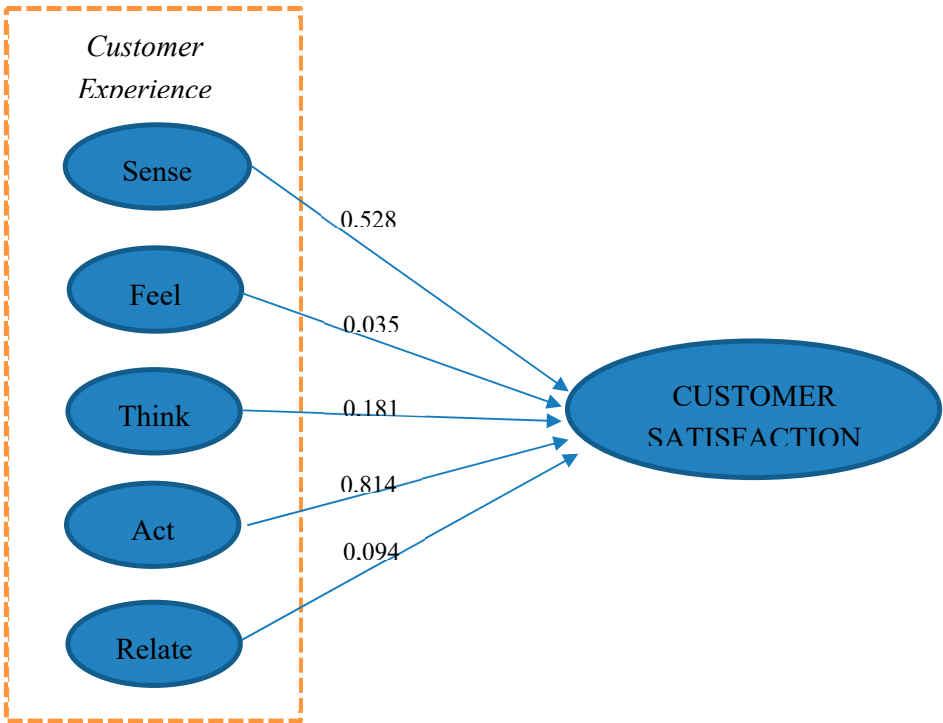 Customer
Experience
Sense
0.528
Feel
0.035
Think
0.181
CUSTOMER
SATISFACTION
Act
0.814
0.094
Relate